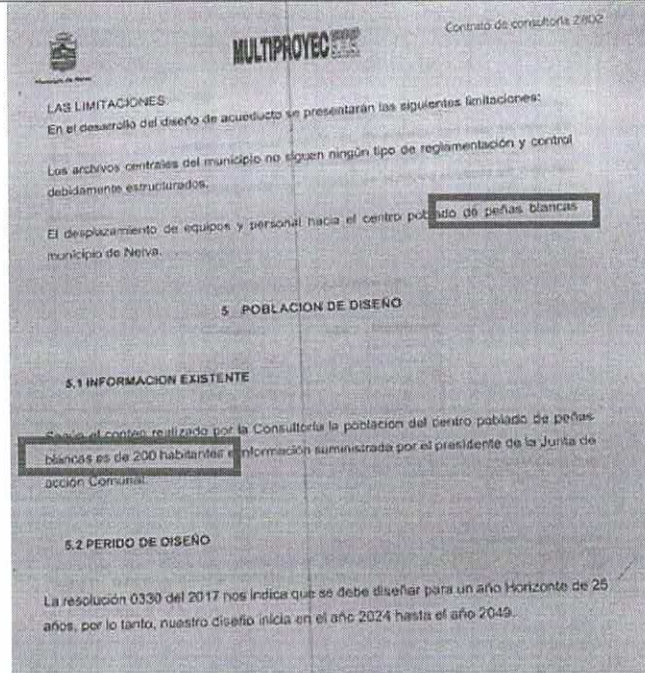 Contrato de consultoría 2802
Municipio de Neiva
MULTIPROYEC
LAS LIMITACIONES.
En el desarrollo del diseño de acueducto se presentaran las siguientes limitaciones:
Los archivos centrales del municipio no siguen ningún tipo de reglamentación y control
debidamente estructurados.
El desplazamiento de equipos y personal hacia el centro poblado de peñas blancas
municipio de Neiva.
5 POBLACION DE DISEÑO
5.1 INFORMACION EXISTENTE
Según el conteo realizado por la Consultoría la población del centro poblado de peñas
blancas es de 200 habitantes e información suministrada por el presidente de la Junta de
acción Comunal.
5.2 PERIDO DE DISEÑO
La resolución 0330 del 2017 nos indica que se debe diseñar para un año Horizonte de 25
años, por lo tanto, nuestro diseño inicia en el año 2024 hasta el año 2049.